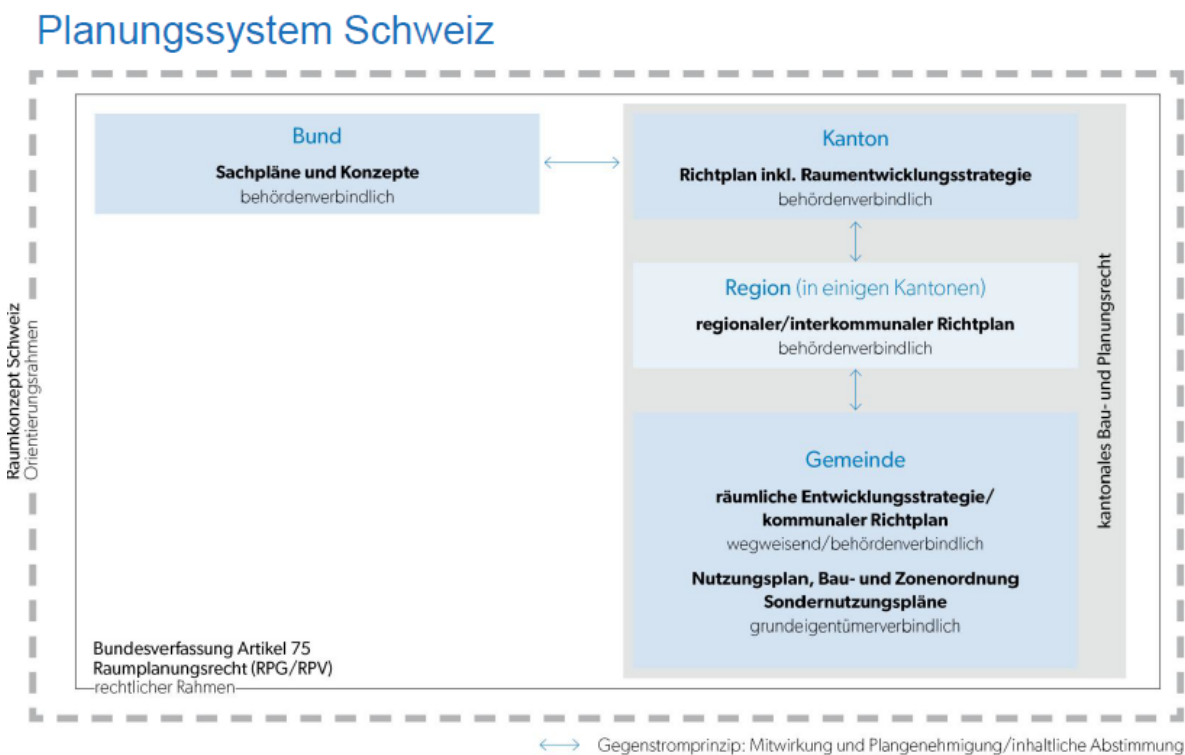 Planungssystem Schweiz
Raumkonzept Schweiz
Orientierungsrahmen
Bund
Sachpläne und Konzepte
behördenverbindlich
Kanton
Richtplan inkl. Raumentwicklungsstrategie
behördenverbindlich
Region (in einigen Kantonen)
regionaler/interkommunaler Richtplan
behördenverbindlich
Gemeinde
räumliche Entwicklungsstrategie/
kommunaler Richtplan
wegweisend/behördenverbindlich
Nutzungsplan, Bau- und Zonenordnung
Sondernutzungspläne
grundeigentümerverbindlich
kantonales Bau- und Planungsrecht
Bundesverfassung Artikel 75
Raumplanungsrecht (RPG/RPV)
rechtlicher Rahmen
Gegenstromprinzip: Mitwirkung und Plangenehmigung/inhaltliche Abstimmung